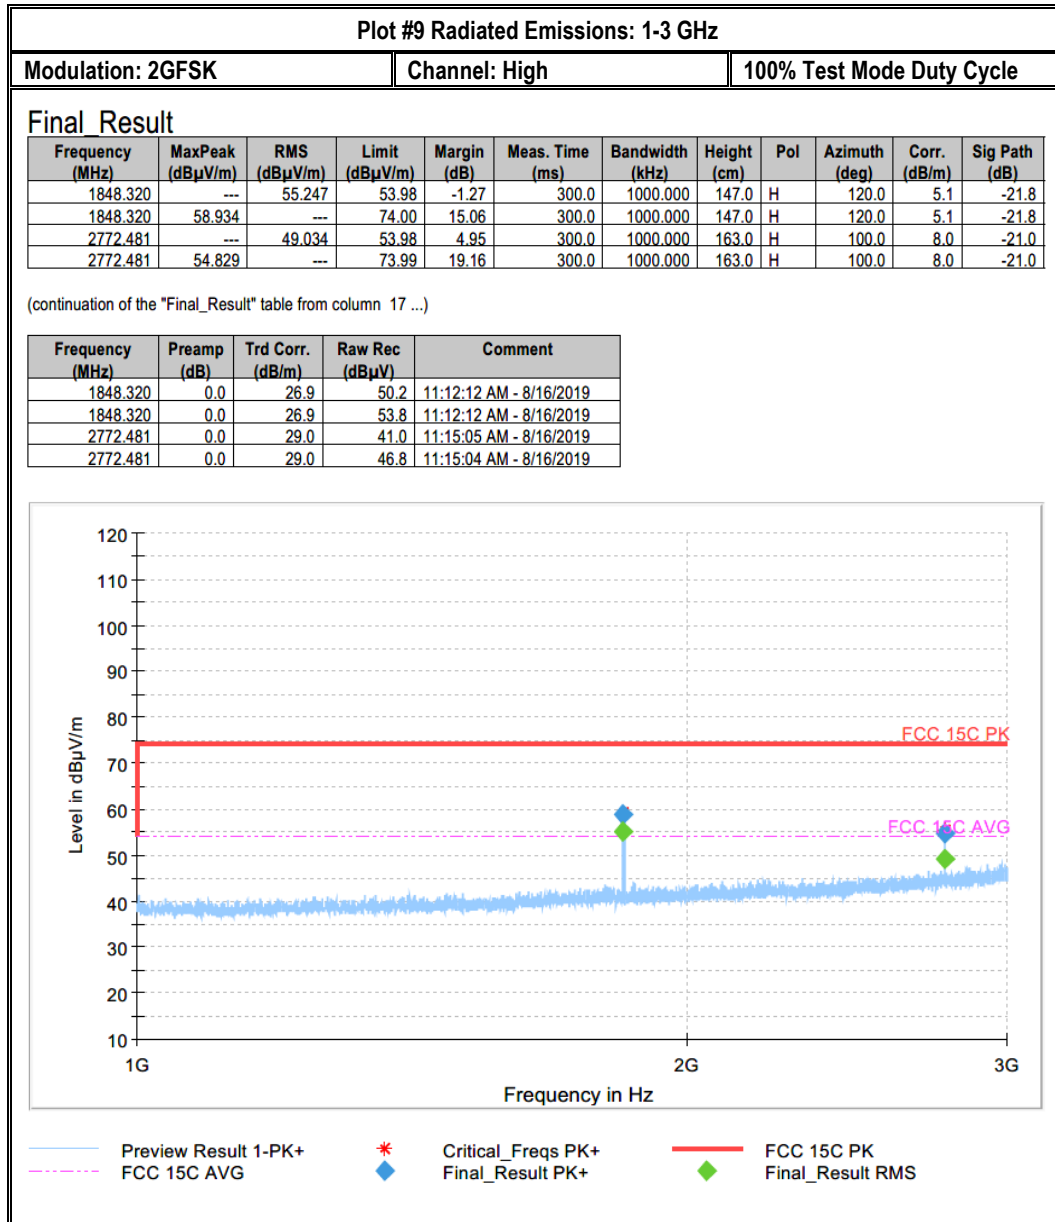 Plot #9 Radiated Emissions: 1-3 GHz
Modulation: 2GFSK Channel: High 100% Test Mode Duty Cycle
Final_Result
Frequency (MHz) MaxPeak (dBµV/m) RMS (dBµV/m) Limit (dBµV/m) Margin (dB) Meas. Time (ms) Bandwidth (kHz) Height (cm) Pol Azimuth (deg) Corr. (dB/m) Sig Path (dB)
1848.320 --- 55.247 53.98 -1.27 300.0 1000.000 147.0 H 120.0 5.1 -21.8
1848.320 58.934 --- 74.00 15.06 300.0 1000.000 147.0 H 120.0 5.1 -21.8
2772.481 --- 49.034 53.98 4.95 300.0 1000.000 163.0 H 100.0 8.0 -21.0
2772.481 54.829 --- 73.99 19.16 300.0 1000.000 163.0 H 100.0 8.0 -21.0
(continuation of the "Final_Result" table from column 17 ...)
Frequency (MHz) Preamp (dB) Trd Corr. (dB/m) Raw Rec (dBµV) Comment
1848.320 0.0 26.9 50.2 11:12:12 AM - 8/16/2019
1848.320 0.0 26.9 53.8 11:12:12 AM - 8/16/2019
2772.481 0.0 29.0 41.0 11:15:05 AM - 8/16/2019
2772.481 0.0 29.0 46.8 11:15:04 AM - 8/16/2019
120
110
100
90
80
70
60
50
40
30
20
10
Level in dBµV/m
FCC 15C PK
FCC 15C AVG
1G 2G 3G
Frequency in Hz
Preview Result 1-PK+ Critical_Freqs PK+ FCC 15C PK
FCC 15C AVG Final_Result PK+ Final_Result RMS